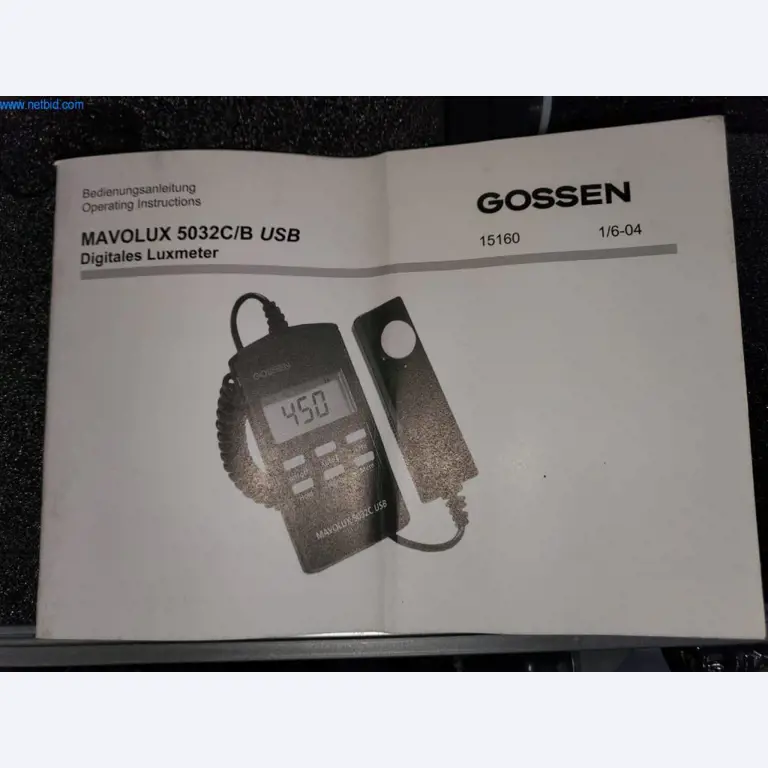 www.netbid.com
Bedienungsanleitung
Operating Instructions
MAVOLUX 5032C/B USB
Digitales Luxmeter
GOSSEN
15160 1/6-04
GOSSEN
450
MAVOLUX 5032C USB